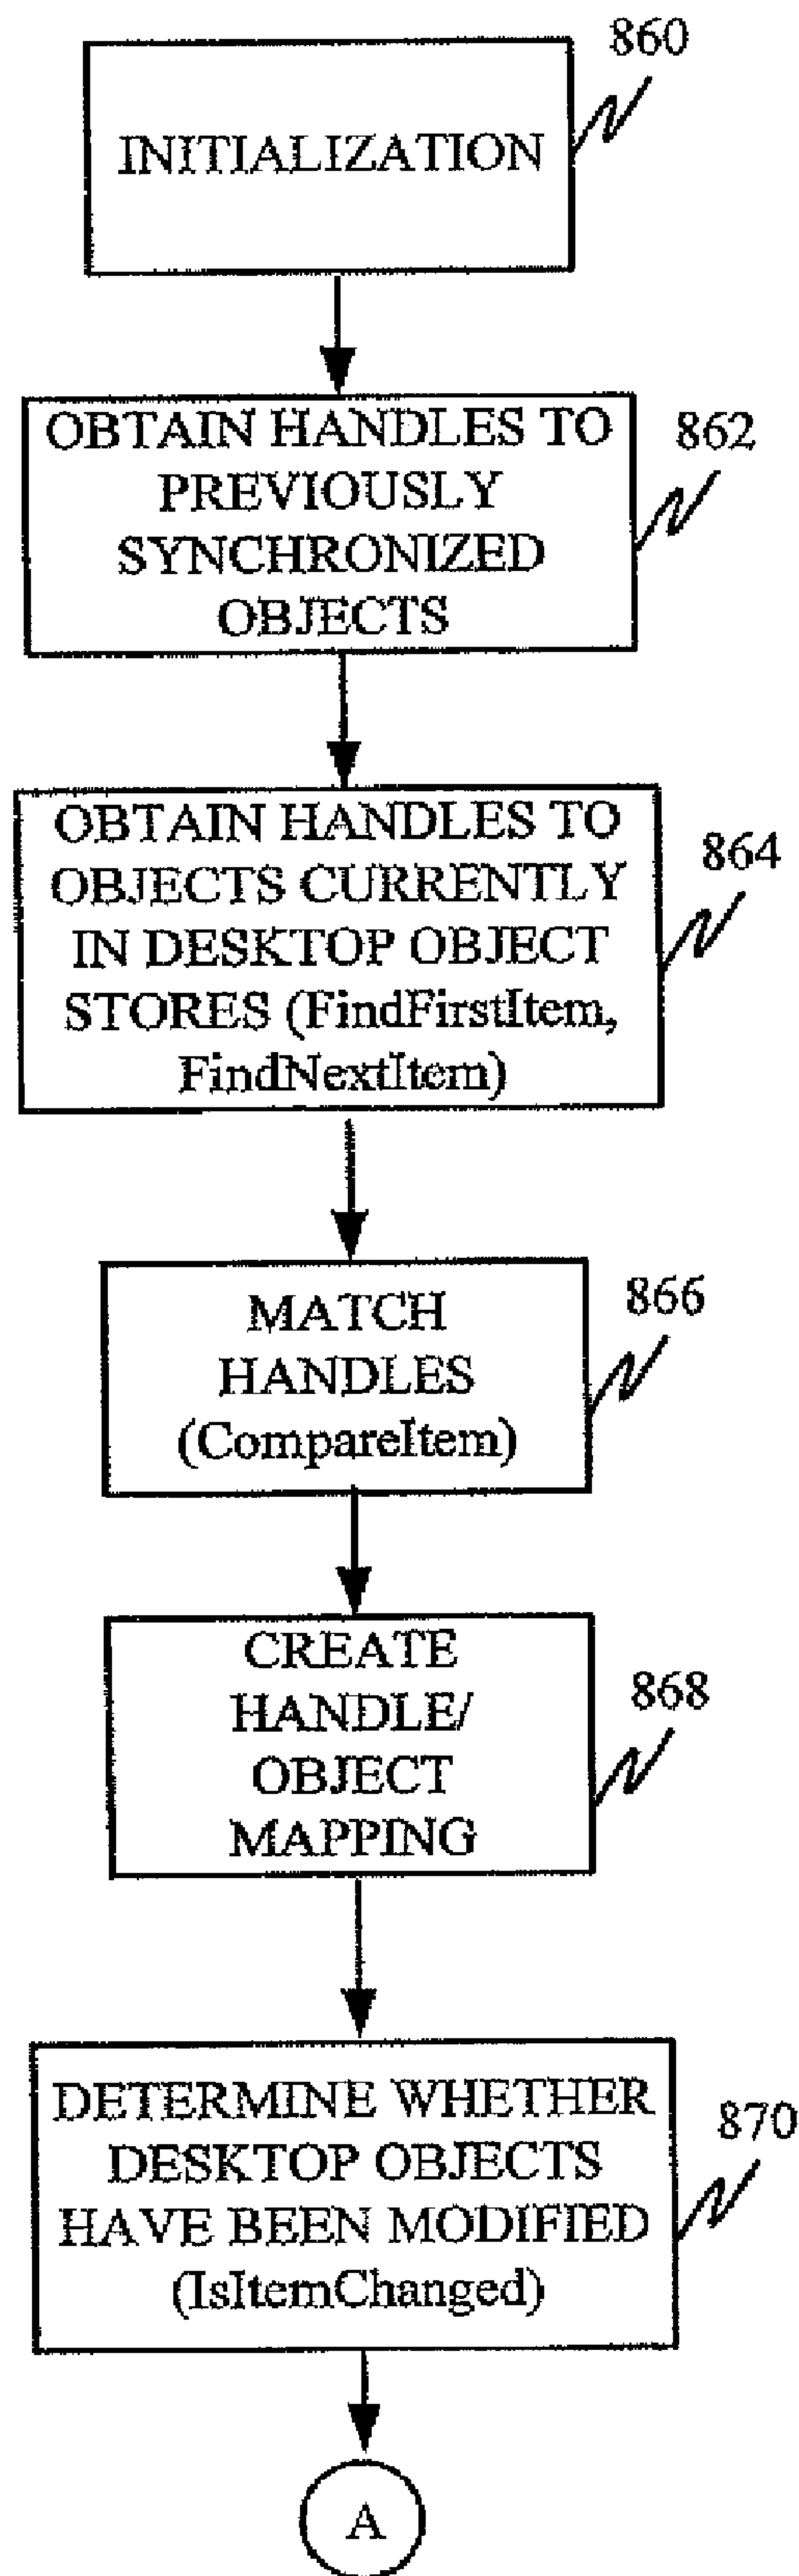 860
INITIALIZATION
OBTAIN HANDLES TO
PREVIOUSLY
SYNCHRONIZED
OBJECTS
862
OBTAIN HANDLES TO
OBJECTS CURRENTLY
IN DESKTOP OBJECT
STORES (FindFirstItem,
FindNextItem)
864
MATCH
HANDLES
(CompareItem)
866
CREATE
HANDLE/
OBJECT
MAPPING
868
DETERMINE WHETHER
DESKTOP OBJECTS
HAVE BEEN MODIFIED
(IsItemChanged)
870
A